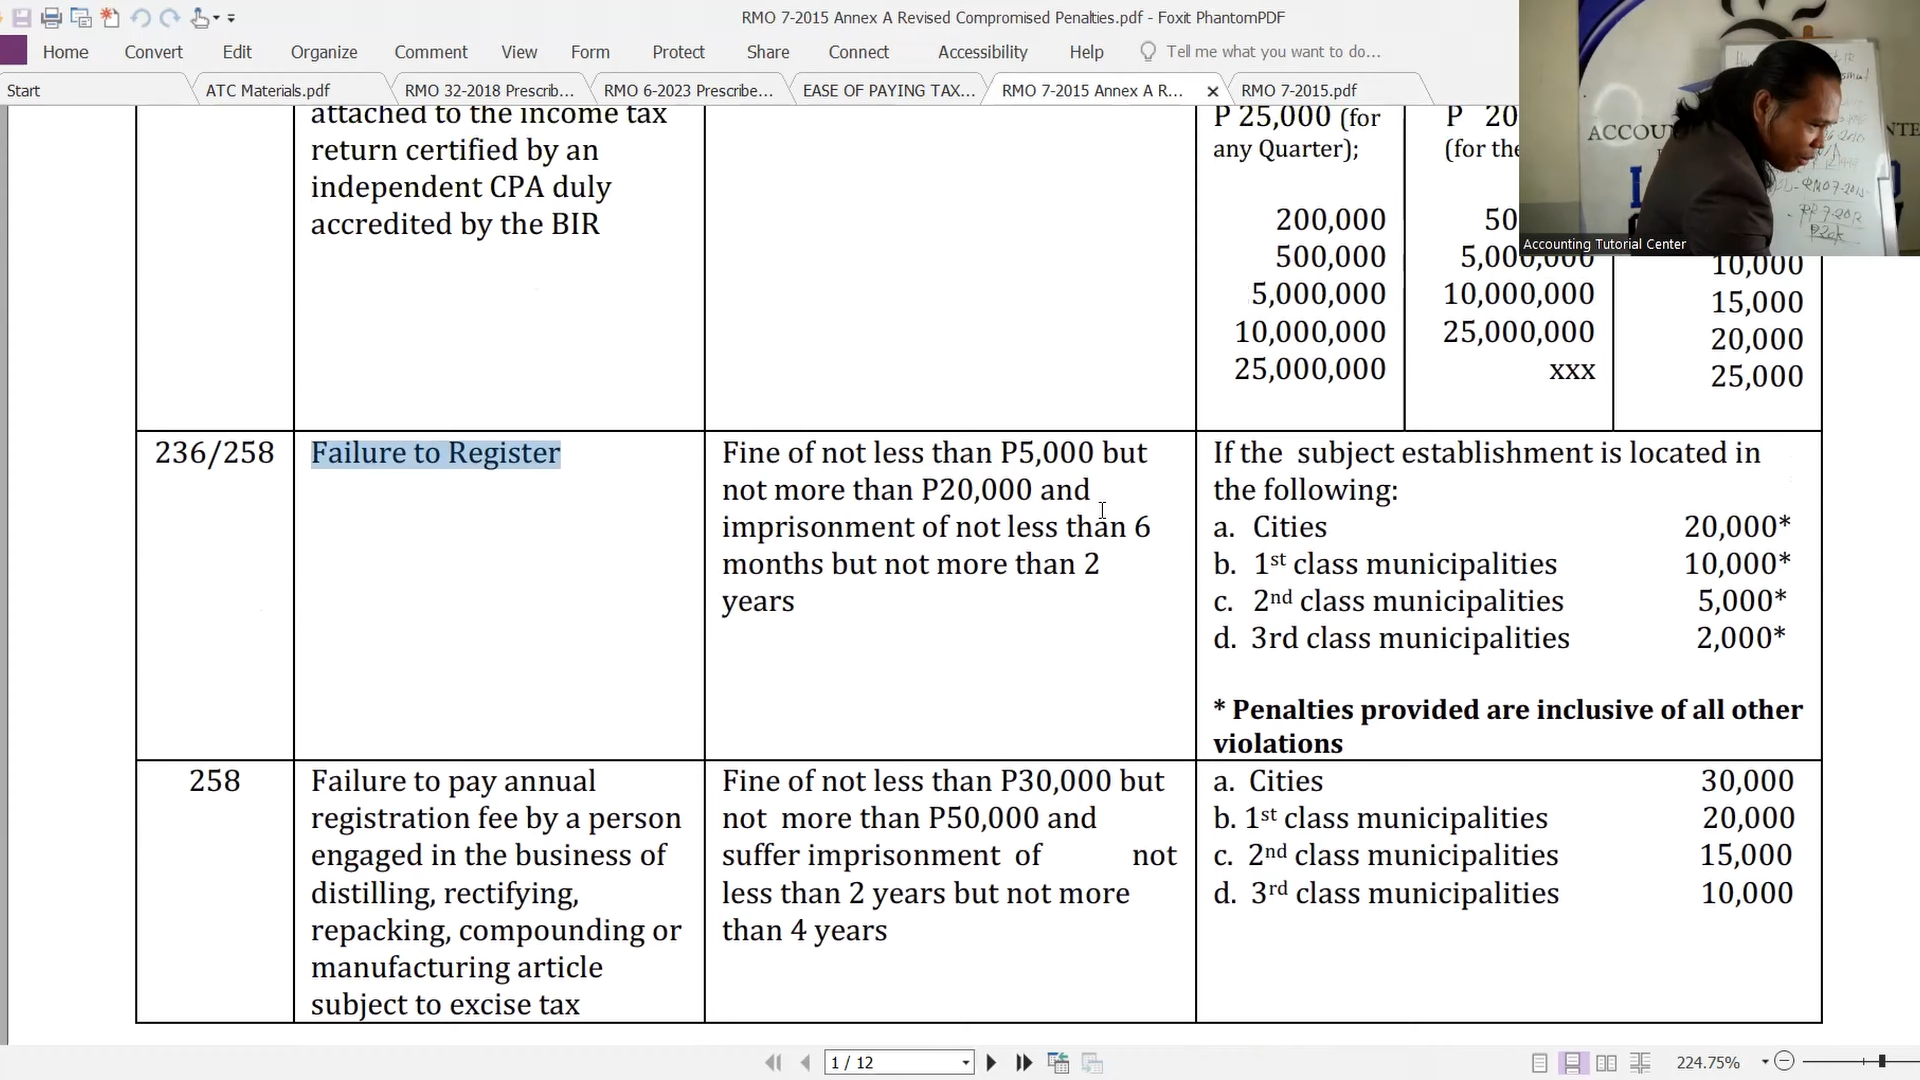 RMO 7-2015 Annex A Revised Compromised Penalties.pdf - Foxit PhantomPDF
Home Convert Edit Organize Comment View Form Protect Share Connect Accessibility Help Tell me what you want to do...
Start ATC Materials.pdf RMO 32-2018 Prescrib... RMO 6-2023 Prescribe... EASE OF PAYING TAX... RMO 7-2015 Annex A R... RMO 7-2015.pdf
attached to the income tax
return certified by an
independent CPA duly
accredited by the BIR
P 25,000 (for
any Quarter);
200,000
500,000
5,000,000
10,000,000
25,000,000
P 20
(for the
50
5,000,000
10,000,000
25,000,000
xxx
10,000
15,000
20,000
25,000
ACCOU
Accounting Tutorial Center
236/258
Failure to Register
Fine of not less than P5,000 but
not more than P20,000 and
imprisonment of not less than 6
months but not more than 2
years
If the subject establishment is located in
the following:
a. Cities 20,000*
b. 1st class municipalities 10,000*
c. 2nd class municipalities 5,000*
d. 3rd class municipalities 2,000*
* Penalties provided are inclusive of all other
violations
258
Failure to pay annual
registration fee by a person
engaged in the business of
distilling, rectifying,
repacking, compounding or
manufacturing article
subject to excise tax
Fine of not less than P30,000 but
not more than P50,000 and
suffer imprisonment of not
less than 2 years but not more
than 4 years
a. Cities 30,000
b. 1st class municipalities 20,000
c. 2nd class municipalities 15,000
d. 3rd class municipalities 10,000
1 / 12
224.75%